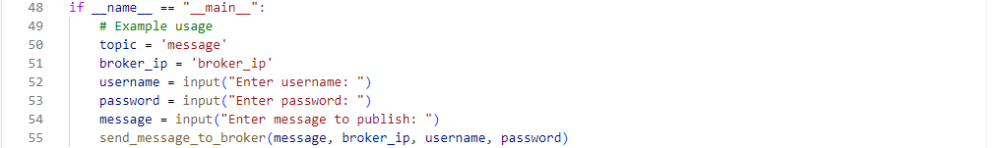 48 if __name__ == "__main__":
49     # Example usage
50     topic = 'message'
51     broker_ip = 'broker_ip'
52     username = input("Enter username: ")
53     password = input("Enter password: ")
54     message = input("Enter message to publish: ")
55     send_message_to_broker(message, broker_ip, username, password)